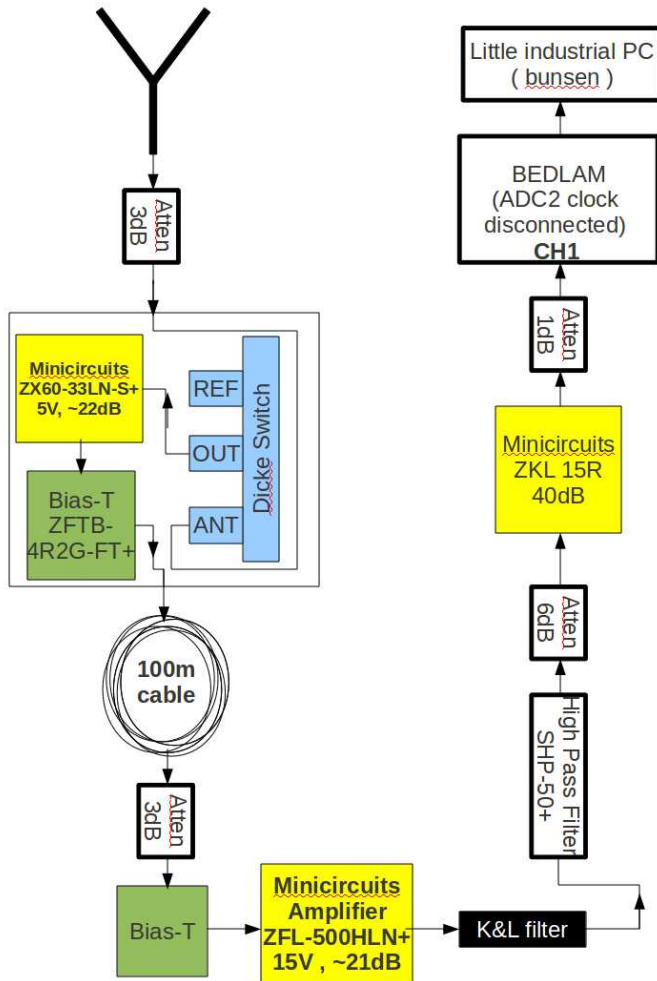 Atten
3dB
Minicircuits
ZX60-33LN-S+
5V, ~22dB
Bias-T
ZFTB-
4R2G-FT+
REF
OUT
ANT
Dicke Switch
100m
cable
Atten
3dB
Bias-T
Minicircuits
Amplifier
ZFL-500HLN+
15V , ~21dB
K&L filter
High Pass Filter
SHP-50+
Atten
6dB
Minicircuits
ZKL 15R
40dB
Atten
1dB
BEDLAM
(ADC2 clock
disconnected)
CH1
Little industrial PC
( bunsen )